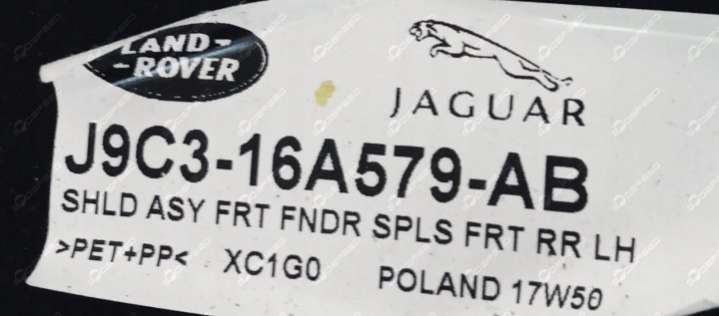 LAND-
-ROVER
JAGUAR
J9C3-16A579-AB
SHLD ASY FRT FNDR SPLS FRT RR LH
>PET+PP< XC1G0 POLAND 17W50